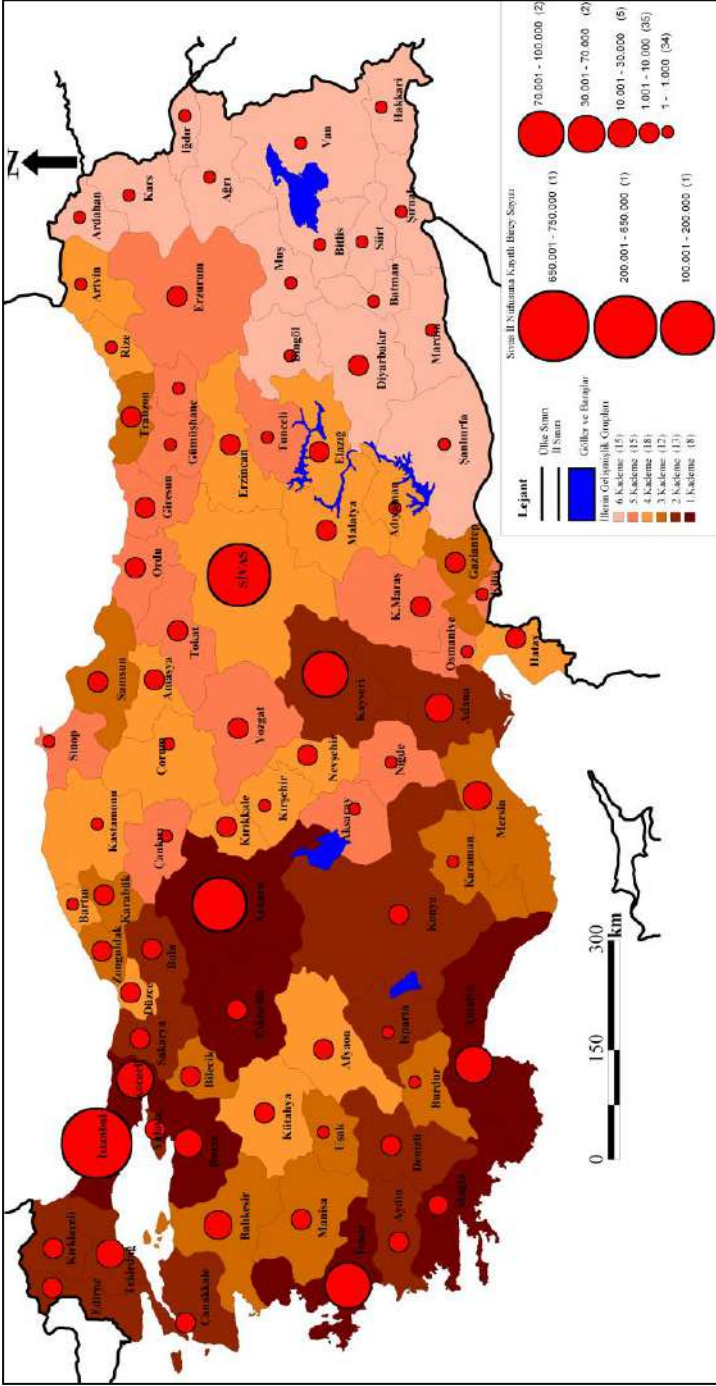 Z
Edirne
Kırklareli
Tekirdağ
İstanbul
Çanakkale
Balıkesir
Bursa
Yalova
Kocaeli
Sakarya
Düzce
Bolu
Zonguldak
Bartın
Karabük
Kastamonu
Sinop
Samsun
Ordu
Giresun
Trabzon
Rize
Artvin
Ardahan
Kars
Iğdır
Ağrı
Erzurum
Gümüşhane
Erzincan
Tunceli
Tokat
Amasya
Çorum
Çankırı
Ankara
Kırıkkale
Kırşehir
Yozgat
SİVAS
Bilecik
Eskişehir
Kütahya
Afyaon
Uşak
Manisa
İzmir
Aydın
Muğla
Denizli
Burdur
Isparta
Antalya
Konya
Karaman
Mersin
Aksaray
Niğde
Nevşehir
Kayseri
Adana
Osmaniye
Hatay
Kilis
Gaziantep
K.Maraş
Malatya
Adıyaman
Elazığ
Şanlıurfa
Diyarbakır
Mardin
Batman
Bingöl
Muş
Bitlis
Siirt
Şırnak
Van
Hakkari
0 150 300
km
Lejant
Ülke Sınırı
İl Sınırı
Göller ve Barajlar
İllerin Gelişmişlik Grupları
6.Kademe (15)
5.Kademe (15)
4.Kademe (18)
3.Kademe (12)
2.Kademe (13)
1.Kademe (8)
Sivas İl Nüfusuna Kayıtlı Birey Sayısı
650.001 - 750.000 (1)
200.001 - 650.000 (1)
100.001 - 200.000 (1)
70.001 - 100.000 (2)
30.001 - 70.000 (2)
10.001 - 30.000 (5)
1.001 - 10.000 (35)
1 - 1.000 (34)